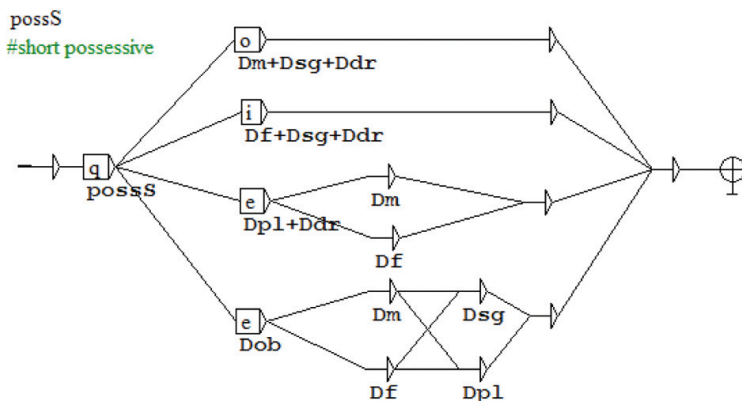 possS
#short possessive
o
Dm+Dsg+Ddr
i
Df+Dsg+Ddr
q
possS
e
Dpl+Ddr
Dm
Df
e
Dob
Dm
Dsg
Df
Dpl